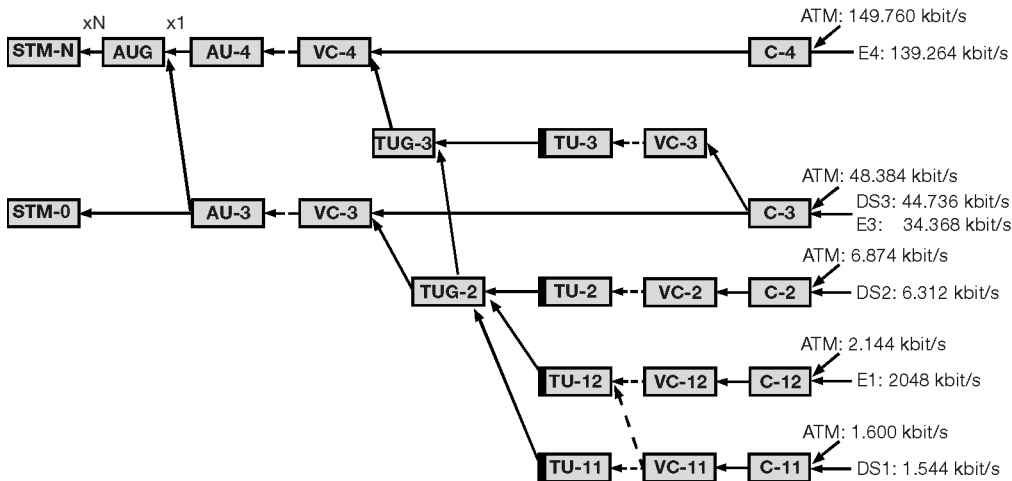 xN x1 ATM: 149.760 kbit/s
STM-N AUG AU-4 VC-4 C-4 E4: 139.264 kbit/s
TUG-3 TU-3 VC-3
ATM: 48.384 kbit/s
DS3: 44.736 kbit/s
STM-0 AU-3 VC-3 C-3
E3: 34.368 kbit/s
ATM: 6.874 kbit/s
TUG-2 TU-2 VC-2 C-2 DS2: 6.312 kbit/s
ATM: 2.144 kbit/s
TU-12 VC-12 C-12 E1: 2048 kbit/s
ATM: 1.600 kbit/s
TU-11 VC-11 C-11 DS1: 1.544 kbit/s